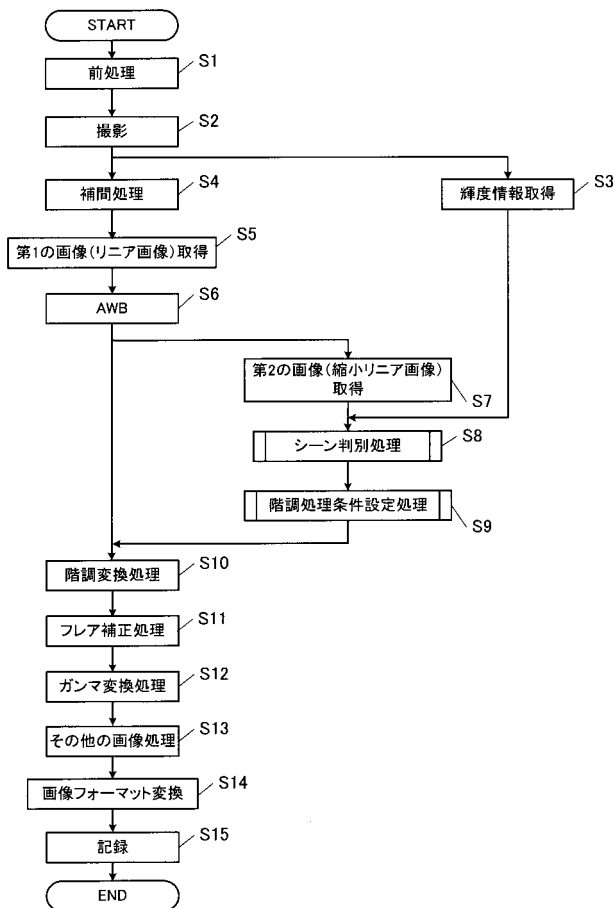 START
前処理
S1
撮影
S2
補間処理
S4
輝度情報取得
S3
第1の画像(リニア画像)取得
S5
AWB
S6
第2の画像(縮小リニア画像)
取得
S7
シーン判別処理
S8
階調処理条件設定処理
S9
階調変換処理
S10
フレア補正処理
S11
ガンマ変換処理
S12
その他の画像処理
S13
画像フォーマット変換
S14
記録
S15
END